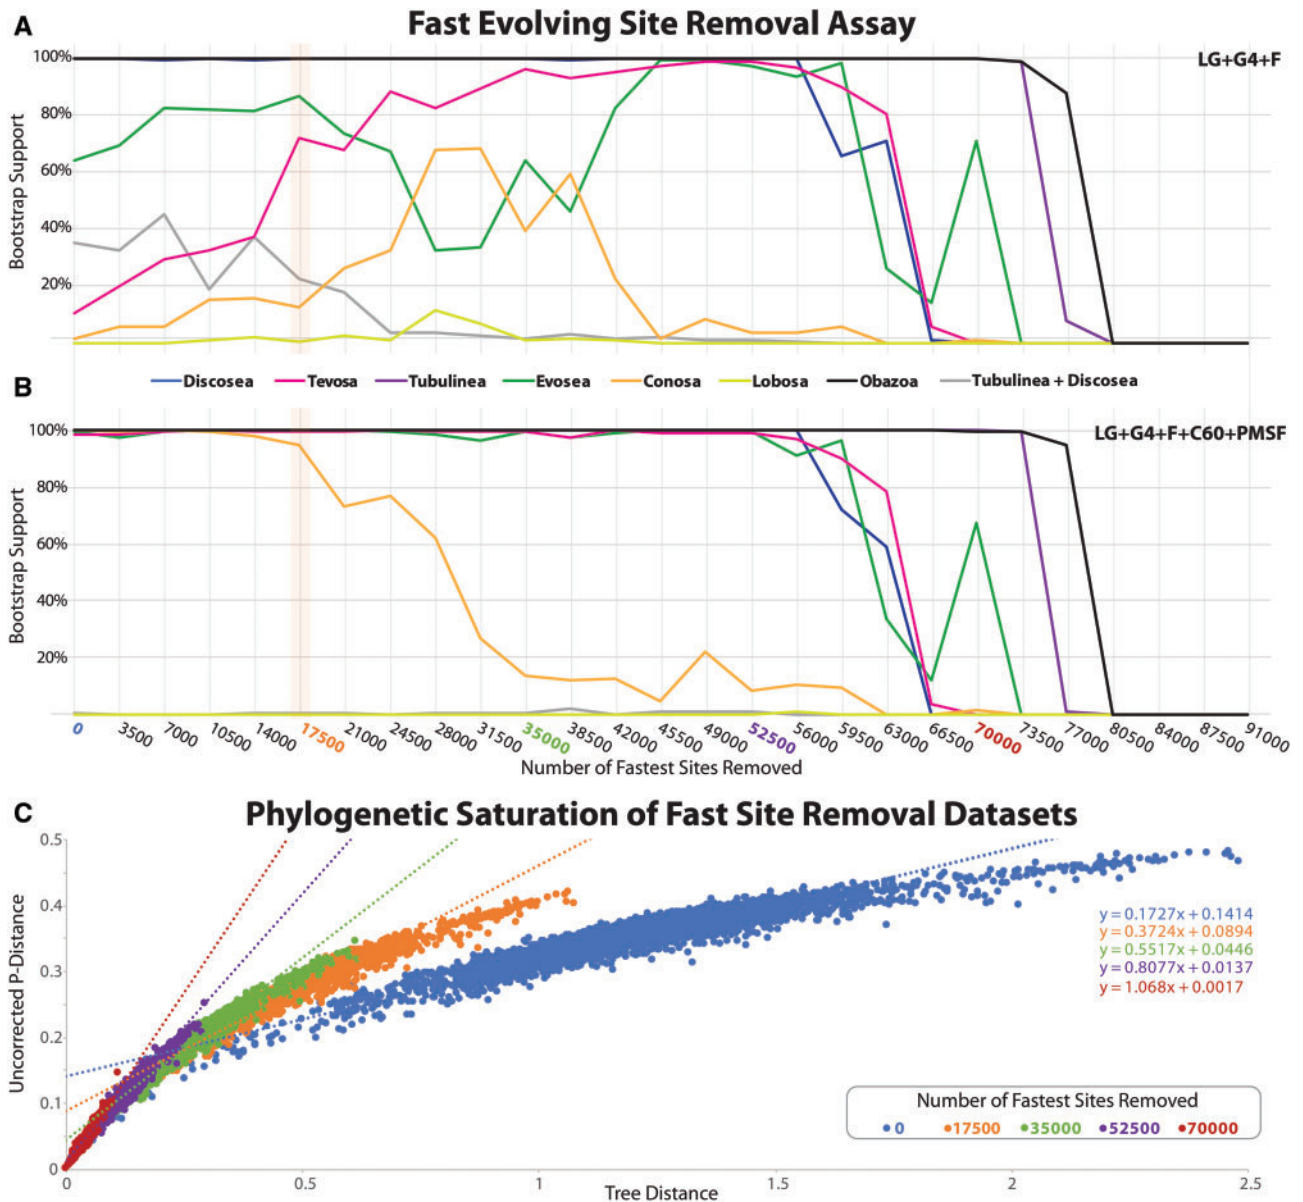 A
Fast Evolving Site Removal Assay
LG+G4+F
100%
80%
60%
40%
20%
Bootstrap Support
Discosea Tevosa Tubulinea Evosea Conosa Lobosa Obazoa Tubulinea + Discosea
B
LG+G4+F+C60+PMSF
100%
80%
60%
40%
20%
Bootstrap Support
0 3500 7000 10500 14000 17500 21000 24500 28000 31500 35000 38500 42000 45500 49000 52500 56000 59500 63000 66500 70000 73500 77000 80500 84000 87500 91000
Number of Fastest Sites Removed
C
Phylogenetic Saturation of Fast Site Removal Datasets
0.5
0.4
0.3
0.2
0.1
0
Uncorrected P-Distance
y = 0.1727x + 0.1414
y = 0.3724x + 0.0894
y = 0.5517x + 0.0446
y = 0.8077x + 0.0137
y = 1.068x + 0.0017
Number of Fastest Sites Removed
0 17500 35000 52500 70000
0 0.5 1 1.5 2 2.5
Tree Distance